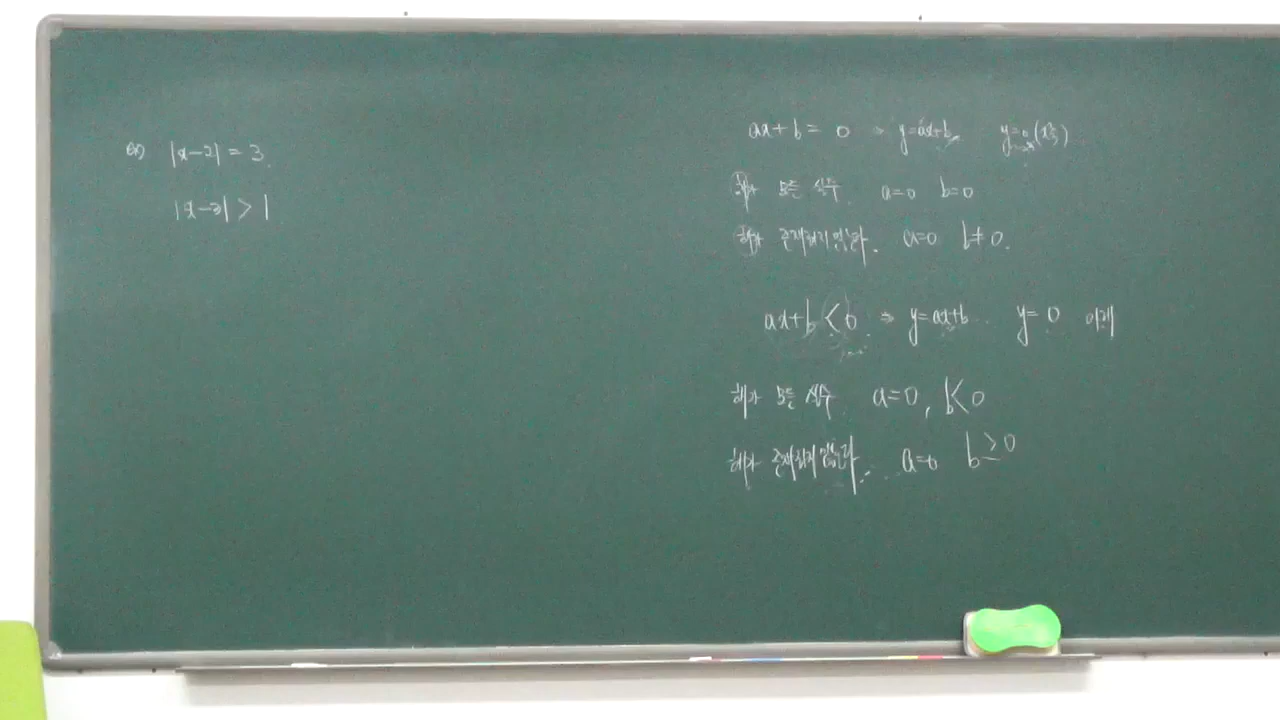 ex) |x-2| = 3.
|x-2| > 1
ax+b = 0 ⇒ y=ax+b y=0 (x축)
해가 모든 실수. a=0 b=0
해가 존재하지 않는다. a=0 b≠0.
ax+b < 0 ⇒ y=ax+b y=0 아래
해가 모든 실수 a=0, b<0
해가 존재하지 않는다. a=0 b≥0